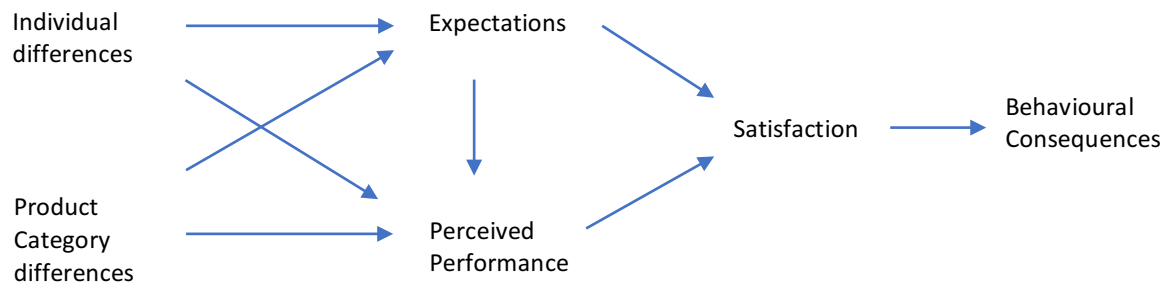 Individual
differences
Expectations
Satisfaction
Behavioural
Consequences
Product
Category
differences
Perceived
Performance